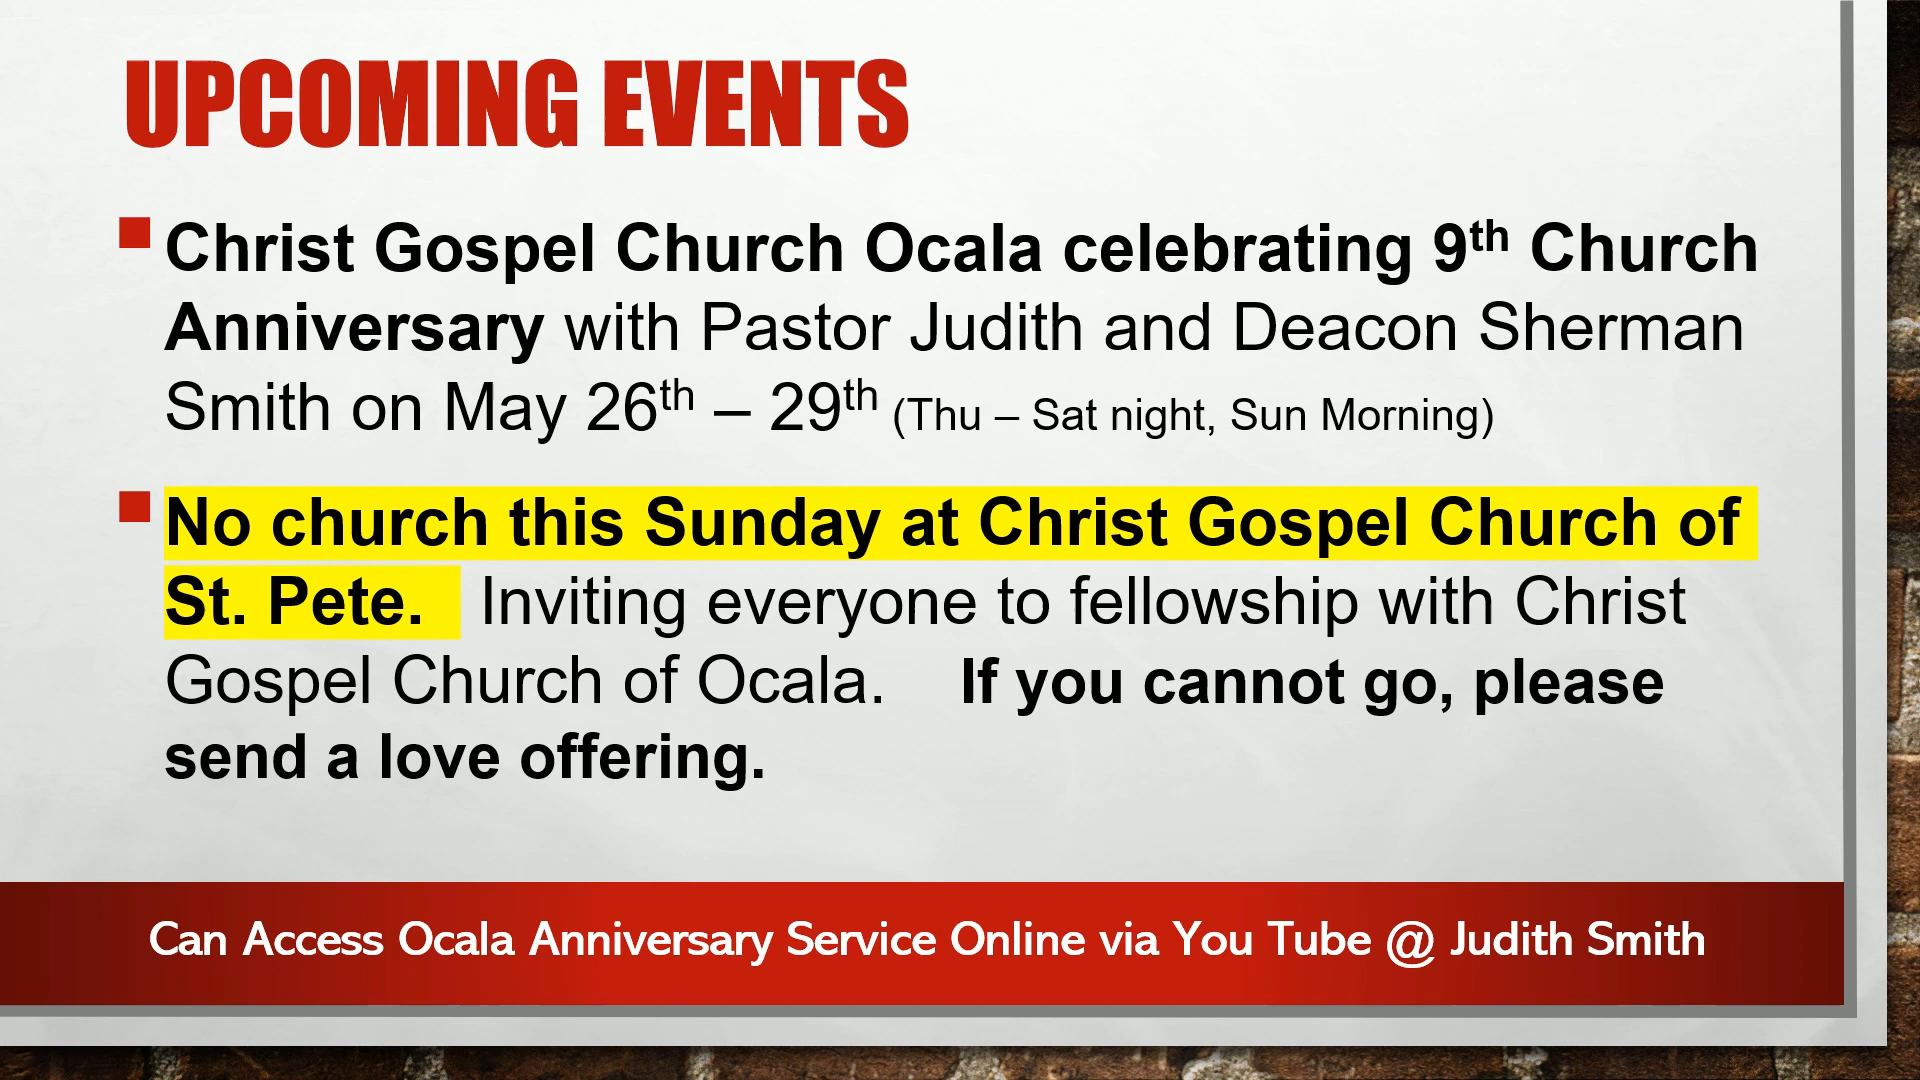 UPCOMING EVENTS
Christ Gospel Church Ocala celebrating 9th Church
Anniversary with Pastor Judith and Deacon Sherman
Smith on May 26th – 29th (Thu – Sat night, Sun Morning)
No church this Sunday at Christ Gospel Church of
St. Pete. Inviting everyone to fellowship with Christ
Gospel Church of Ocala. If you cannot go, please
send a love offering.
Can Access Ocala Anniversary Service Online via You Tube @ Judith Smith